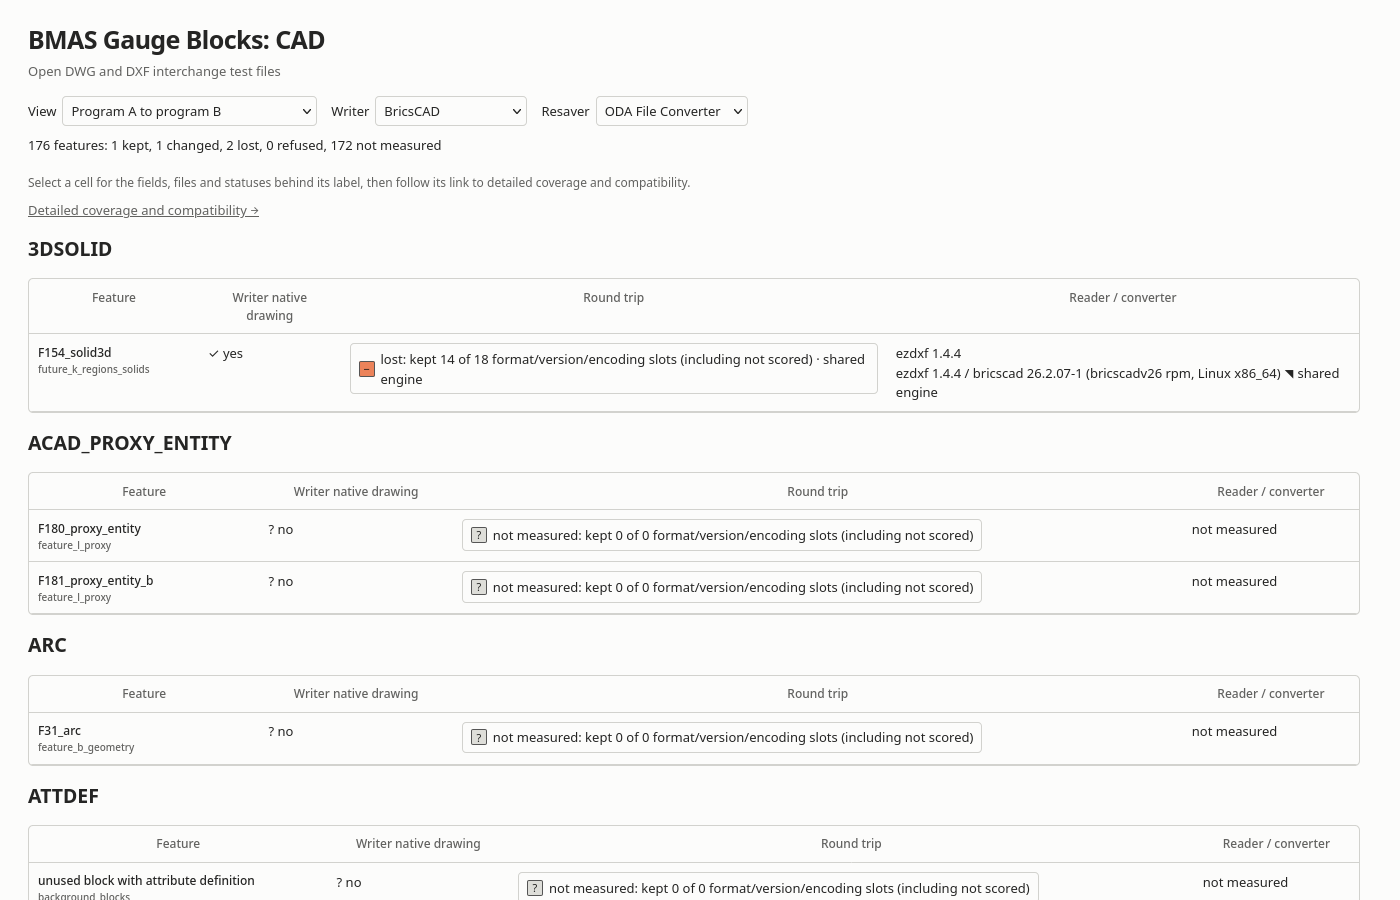 BMAS Gauge Blocks: CAD
Open DWG and DXF interchange test files
View Program A to program B Writer BricsCAD Resaver ODA File Converter
176 features: 1 kept, 1 changed, 2 lost, 0 refused, 172 not measured
Select a cell for the fields, files and statuses behind its label, then follow its link to detailed coverage and compatibility.
Detailed coverage and compatibility →
3DSOLID
Feature Writer native drawing Round trip Reader / converter
F154_solid3d
future_k_regions_solids
✓ yes
− lost: kept 14 of 18 format/version/encoding slots (including not scored) · shared
engine
ezdxf 1.4.4
ezdxf 1.4.4 / bricscad 26.2.07-1 (bricscadv26 rpm, Linux x86_64) ◥ shared
engine
ACAD_PROXY_ENTITY
Feature Writer native drawing Round trip Reader / converter
F180_proxy_entity ? no ? not measured: kept 0 of 0 format/version/encoding slots (including not scored) not measured
feature_l_proxy
F181_proxy_entity_b ? no ? not measured: kept 0 of 0 format/version/encoding slots (including not scored) not measured
feature_l_proxy
ARC
Feature Writer native drawing Round trip Reader / converter
F31_arc ? no ? not measured: kept 0 of 0 format/version/encoding slots (including not scored) not measured
feature_b_geometry
ATTDEF
Feature Writer native drawing Round trip Reader / converter
unused block with attribute definition ? no ? not measured: kept 0 of 0 format/version/encoding slots (including not scored) not measured
background_blocks